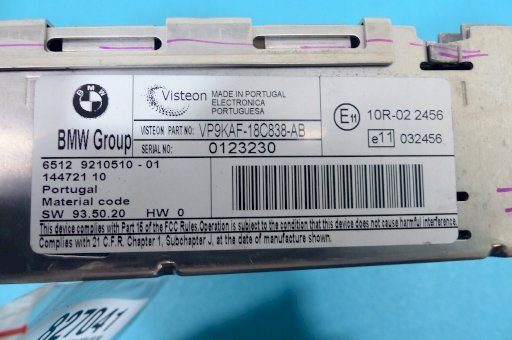 BMW
BMW Group
Visteon
MADE IN PORTUGAL
ELECTRONICA
PORTUGUESA
VISTEON PART NO: VP9KAF-18C838-AB
SERIAL NO: 0123230
E11 10R-02 2456
e11 032456
6512 9210510 - 01
144721 10
Portugal
Material code
SW 93.50.20 HW 0
This device complies with Part 15 of the FCC Rules. Operation is subject to the condition that this device does not cause harmful interference.
Complies with 21 C.F.R. Chapter 1, Subchapter J, at the date of manufacture shown.
827041